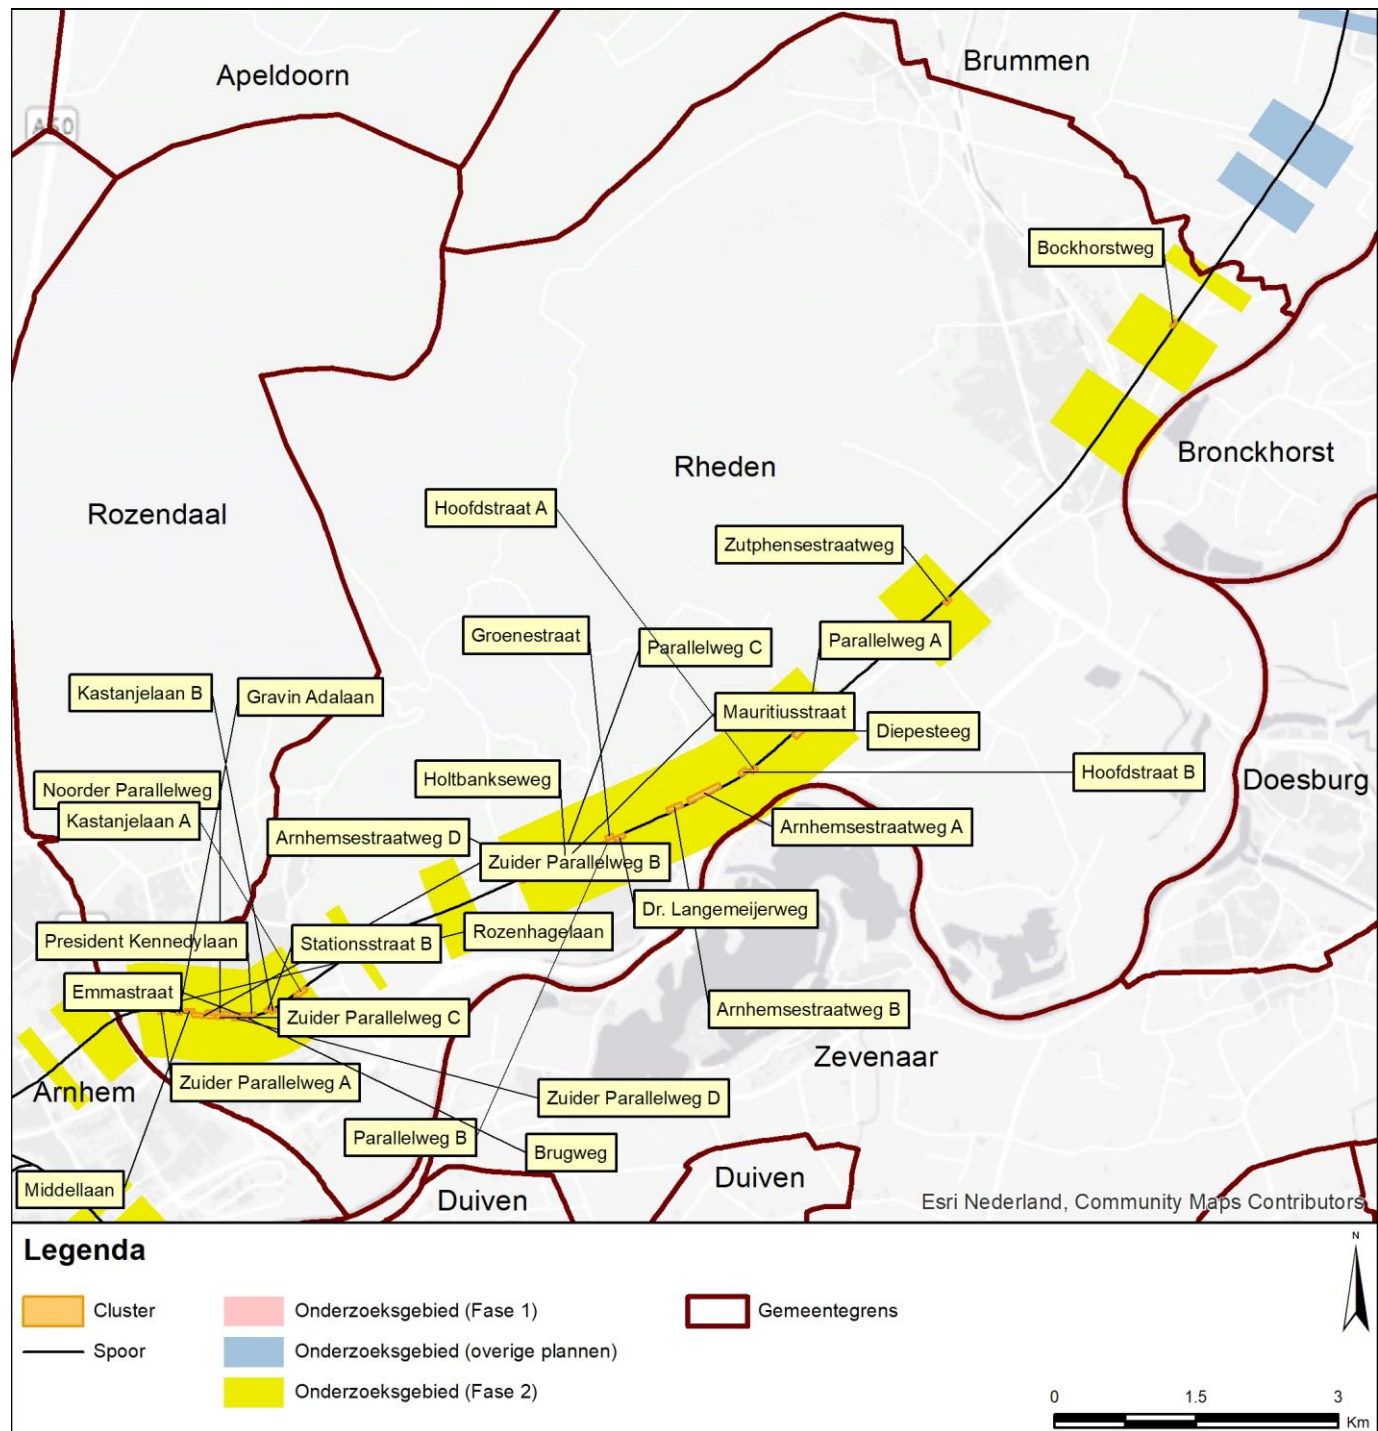 Apeldoorn
Brummen
A50
Bockhorstweg
Bronckhorst
Rheden
Rozendaal
Hoofdstraat A
Zutphensestraatweg
Groenestraat
Parallelweg C
Parallelweg A
Kastanjelaan B
Gravin Adalaan
Mauritiusstraat
Diepesteeg
Holtbankseweg
Hoofdstraat B
Doesburg
Noorder Parallelweg
Kastanjelaan A
Arnhemsestraatweg D
Arnhemsestraatweg A
Zuider Parallelweg B
Dr. Langemeijerweg
Rozenhagelaan
President Kennedylaan
Stationsstraat B
Emmastraat
Zuider Parallelweg C
Arnhemsestraatweg B
Zevenaar
Arnhem
Zuider Parallelweg A
Zuider Parallelweg D
Parallelweg B
Brugweg
Middellaan
Duiven
Duiven
Esri Nederland, Community Maps Contributors
Legenda
Cluster
Spoor
Onderzoeksgebied (Fase 1)
Onderzoeksgebied (overige plannen)
Onderzoeksgebied (Fase 2)
Gemeentegrens
N
0 1.5 3
Km